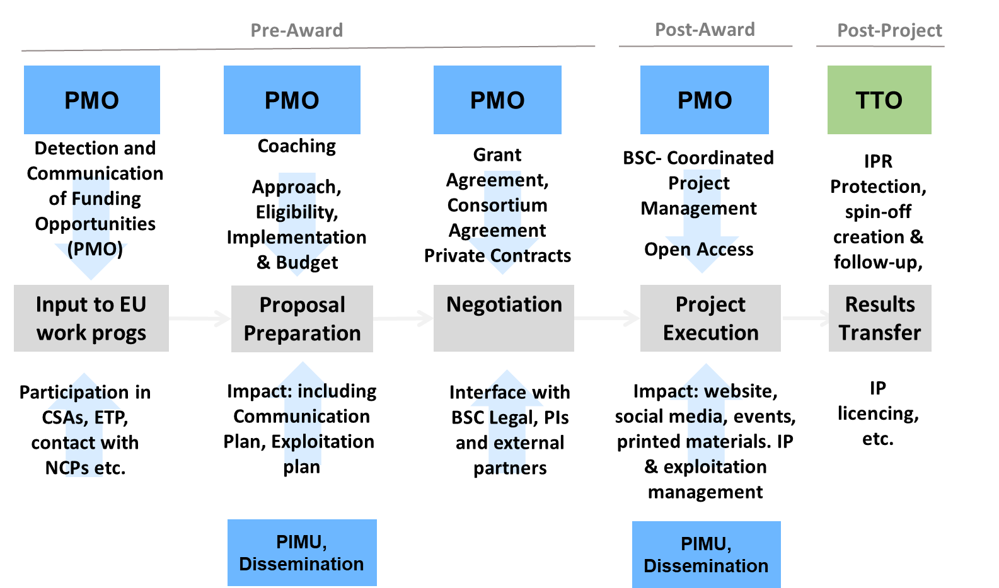 Pre-Award
Post-Award
Post-Project
PMO
PMO
PMO
PMO
TTO
Detection and
Communication
of Funding
Opportunities
(PMO)
Coaching
Approach,
Eligibility,
Implementation
& Budget
Grant
Agreement,
Consortium
Agreement
Private Contracts
BSC- Coordinated
Project
Management
Open Access
IPR
Protection,
spin-off
creation &
follow-up,
Input to EU
work progs
Proposal
Preparation
Negotiation
Project
Execution
Results
Transfer
Participation in
CSAs, ETP,
contact with
NCPs etc.
Impact: including
Communication
Plan, Exploitation
plan
Interface with
BSC Legal, PIs
and external
partners
Impact: website,
social media, events,
printed materials. IP
& exploitation
management
IP
licencing,
etc.
PIMU,
Dissemination
PIMU,
Dissemination